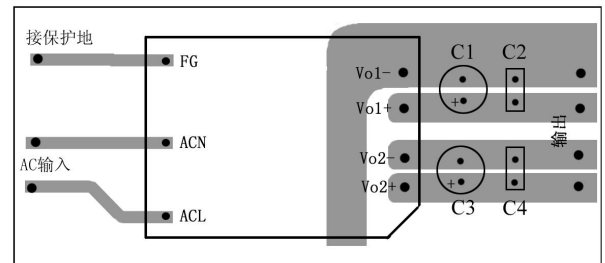 接保护地
FG
ACN
AC输入
ACL
Vo1-
Vo1+
Vo2-
Vo2+
C1
C2
+
+
C3
C4
输出